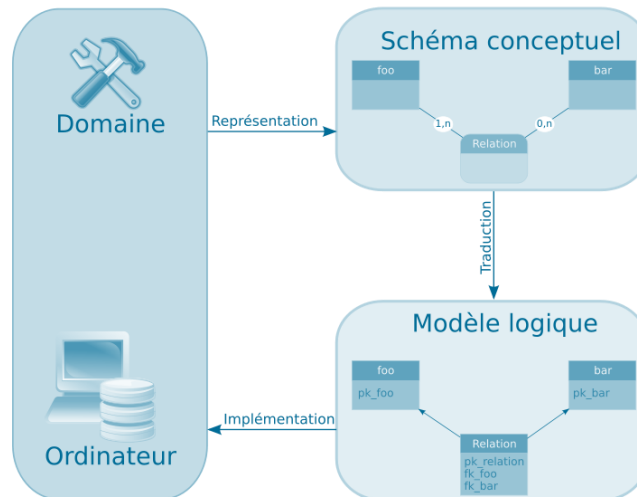 Domaine
Représentation
Schéma conceptuel
foo
bar
1,n
0,n
Relation
Traduction
Modèle logique
foo
bar
pk_foo
pk_bar
Relation
pk_relation
fk_foo
fk_bar
Implémentation
Ordinateur